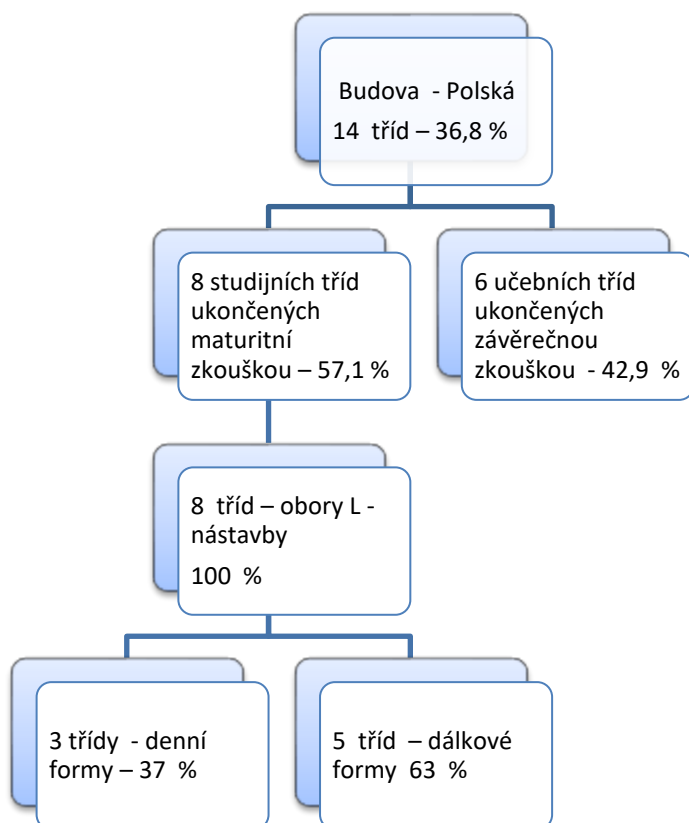 Budova - Polská
14 tříd – 36,8 %
8 studijních tříd
ukončených
maturitní
zkouškou – 57,1 %
6 učebních tříd
ukončených
závěrečnou
zkouškou - 42,9 %
8 tříd – obory L -
nástavby
100 %
3 třídy - denní
formy – 37 %
5 tříd – dálkové
formy 63 %